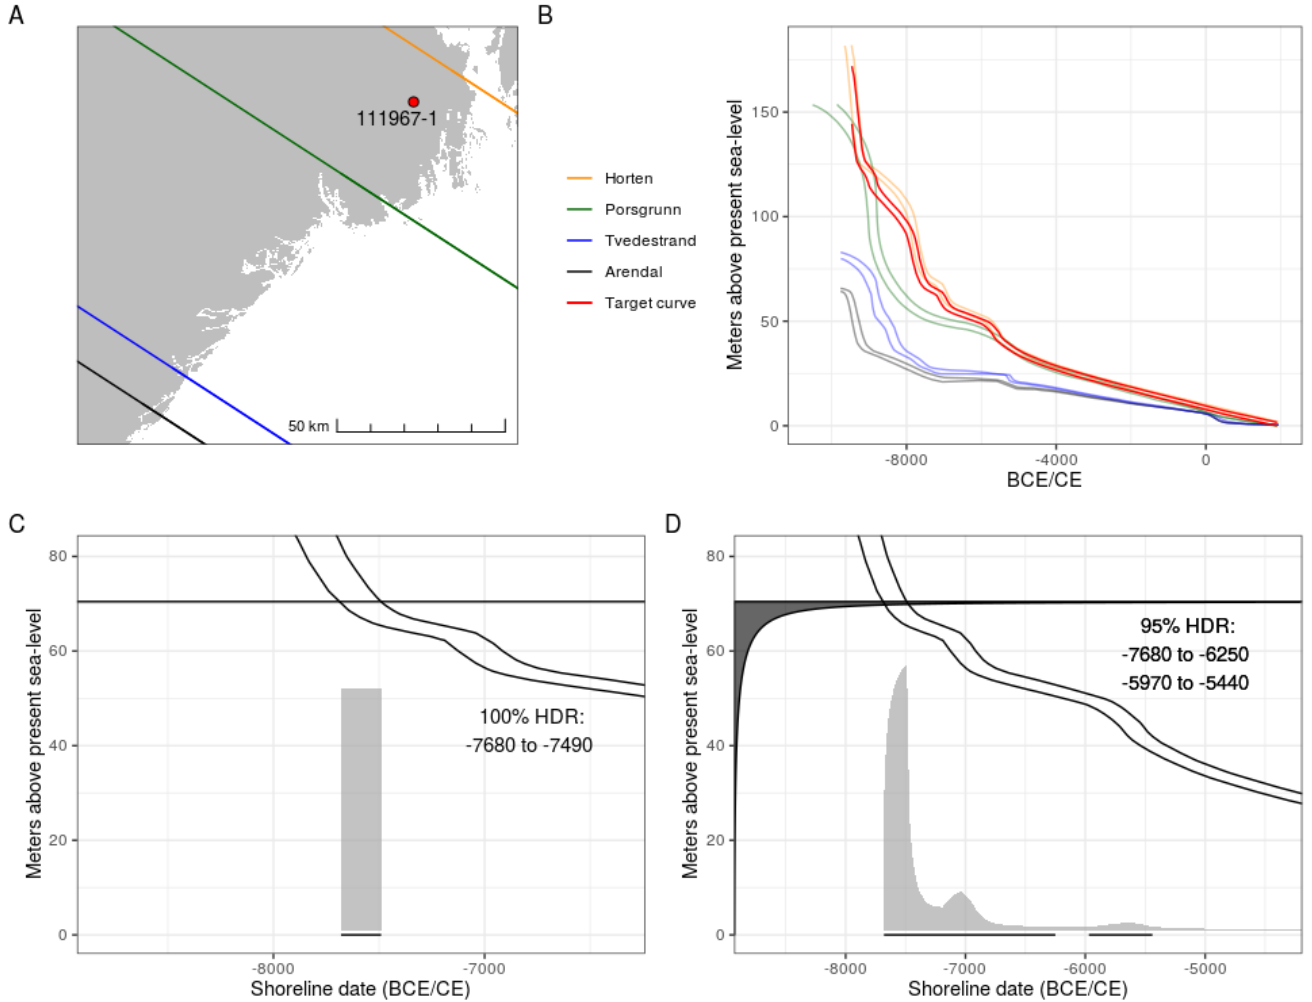 A
111967-1
50 km
Horten
Porsgrunn
Tvedestrand
Arendal
Target curve
B
Meters above present sea-level
150
100
50
0
-8000
-4000
0
BCE/CE
C
Meters above present sea-level
80
60
40
20
0
100% HDR:
-7680 to -7490
-8000
-7000
Shoreline date (BCE/CE)
D
Meters above present sea-level
80
60
40
20
0
95% HDR:
-7680 to -6250
-5970 to -5440
-8000
-7000
-6000
-5000
Shoreline date (BCE/CE)